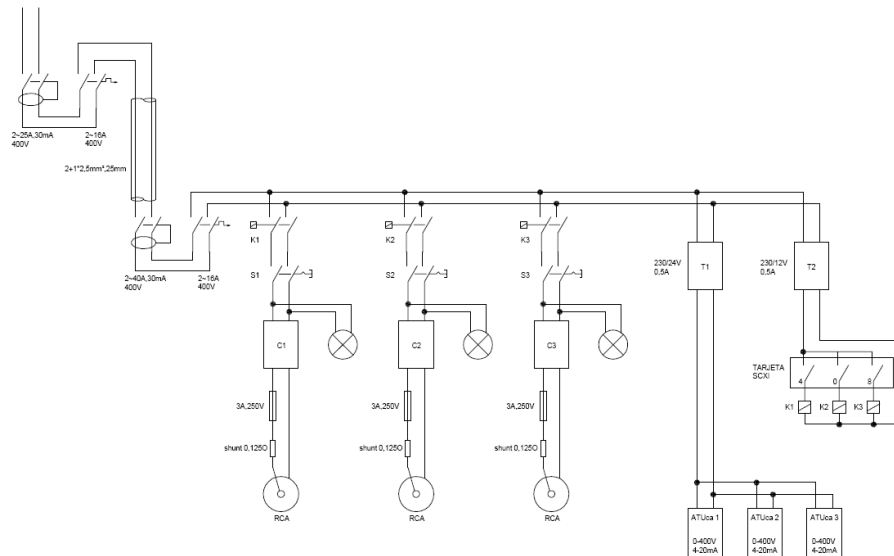 2~25A,30mA
400V
2~16A
400V
2+1*2,5mm²,25mm
2~40A,30mA
400V
2~16A
400V
K1
K2
K3
S1
S2
S3
C1
C2
C3
3A,250V
3A,250V
3A,250V
shunt 0,125O
shunt 0,125O
shunt 0,125O
RCA
RCA
RCA
230/24V
0,5A
T1
230/12V
0,5A
T2
TARJETA
SCXI
4
0
8
K1
K2
K3
ATUca 1
0-400V
4-20mA
ATUca 2
0-400V
4-20mA
ATUca 3
0-400V
4-20mA